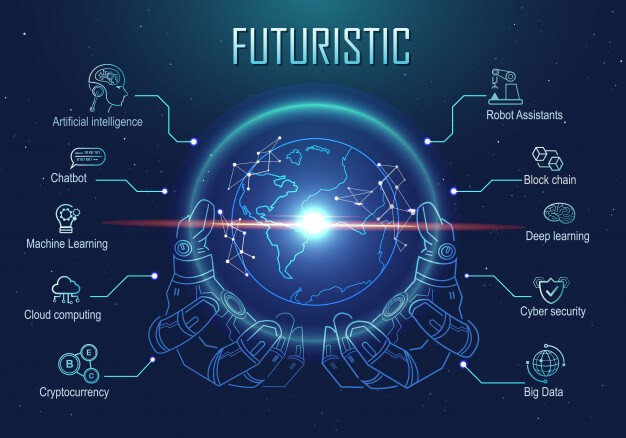 FUTURISTIC
Artificial intelligence
Chatbot
Machine Learning
Cloud computing
B
E
C
Cryptocurrency
Robot Assistants
Block chain
Deep learning
Cyber security
Big Data